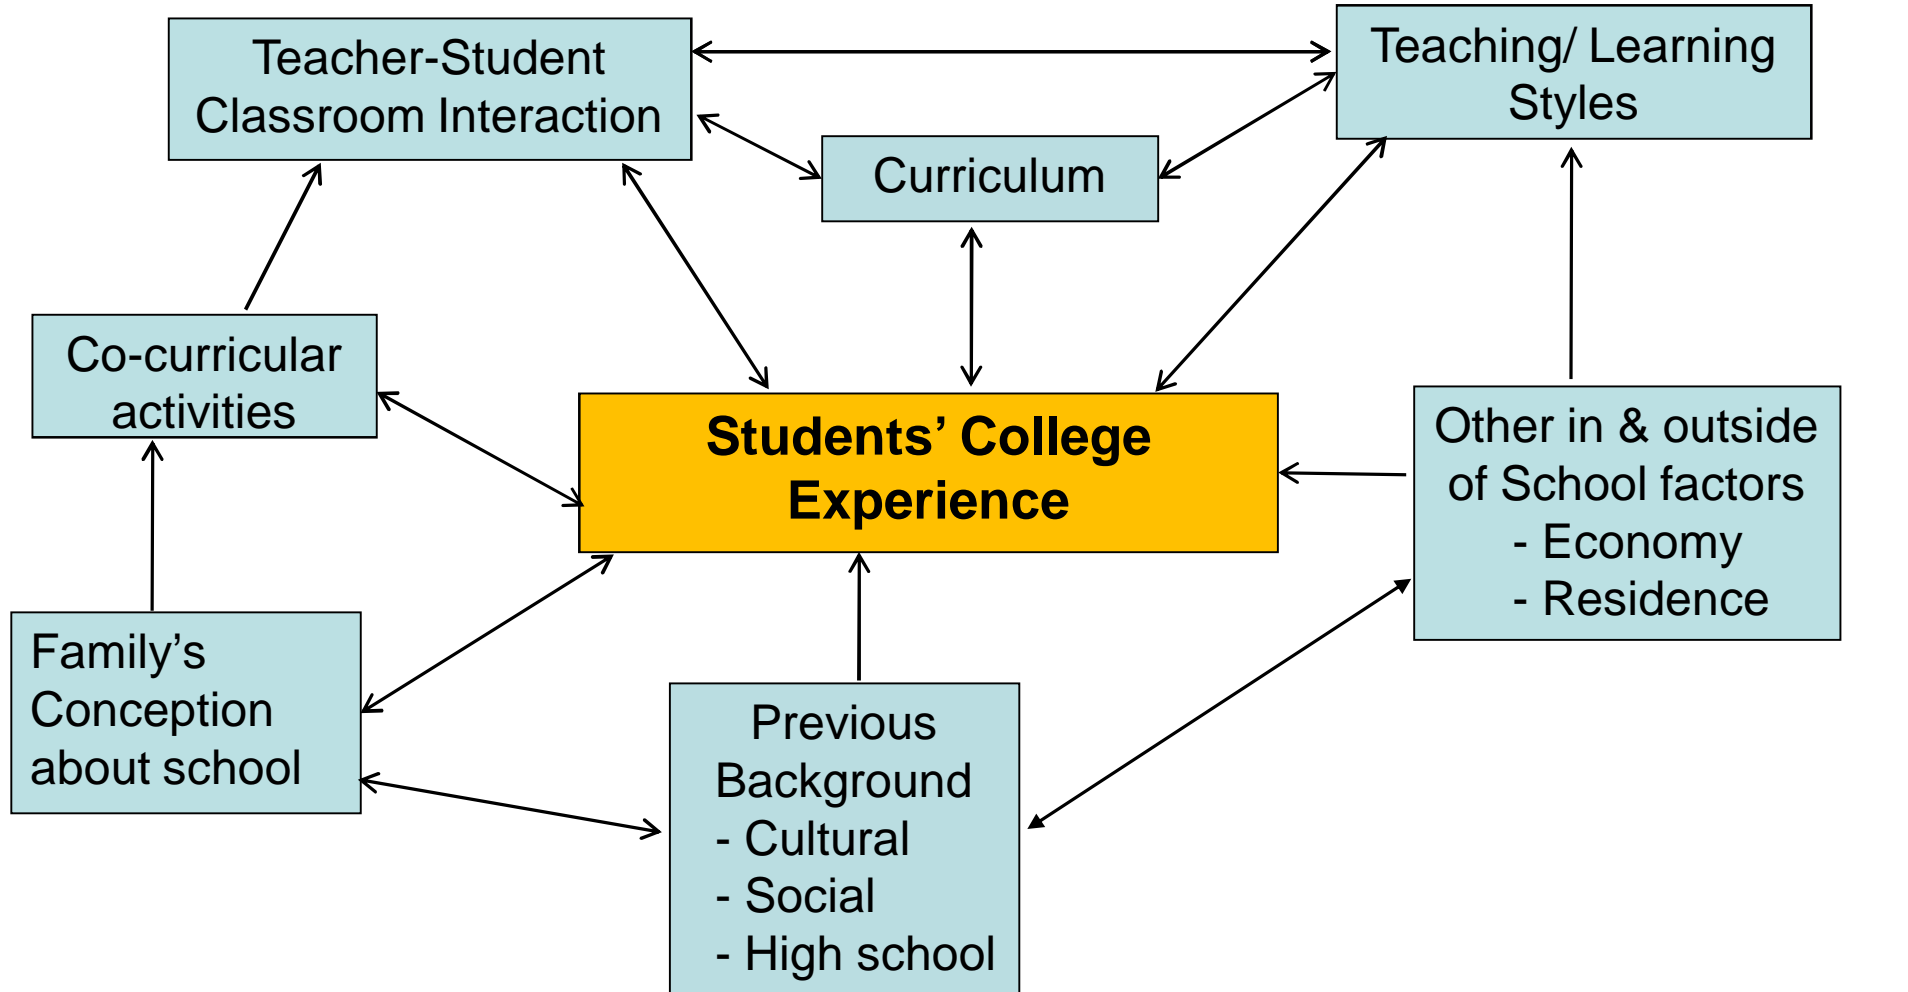 Teacher-Student
Classroom Interaction
Teaching/ Learning
Styles
Curriculum
Co-curricular
activities
Students’ College
Experience
Other in & outside
of School factors
- Economy
- Residence
Family’s
Conception
about school
Previous
Background
- Cultural
- Social
- High school